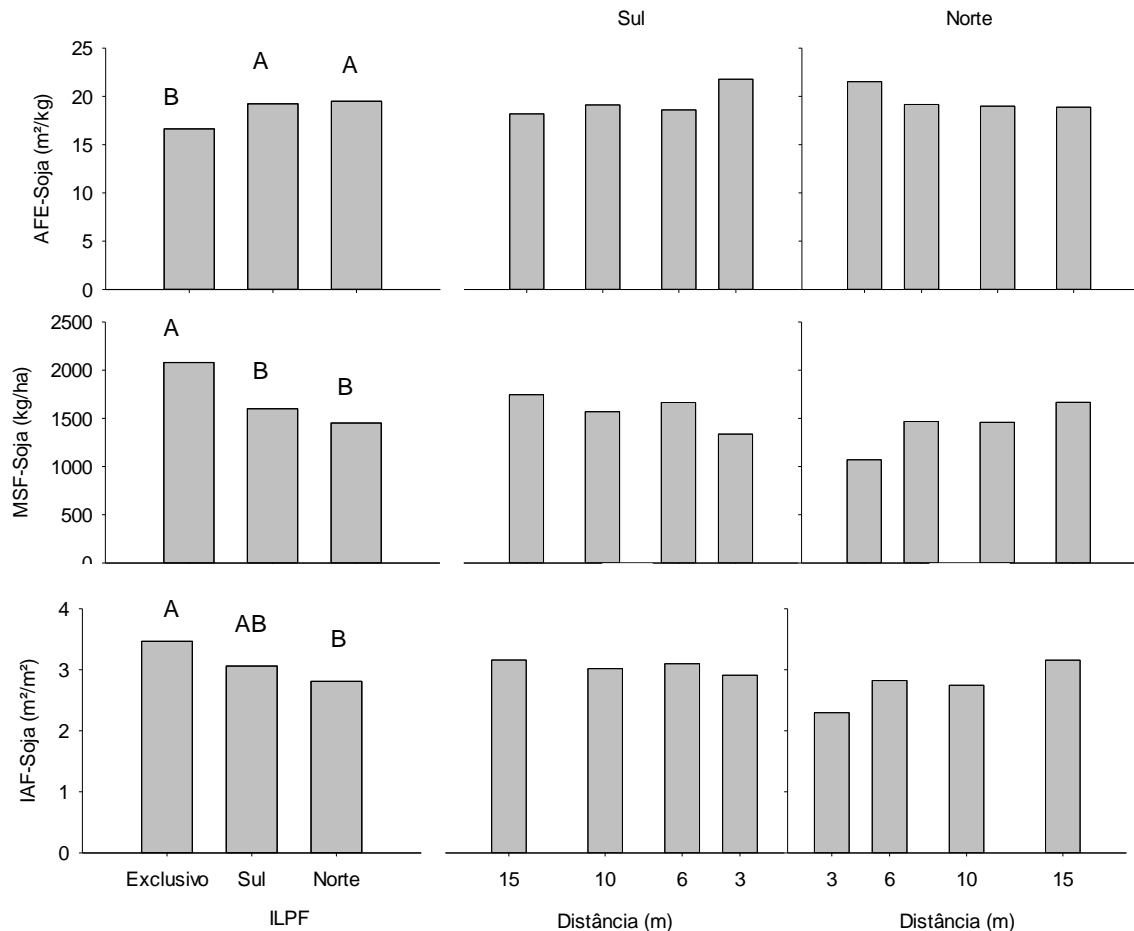 Sul
Norte
AFE-Soja (m²/kg)
25
20
15
10
5
0
B
A
A
MSF-Soja (kg/ha)
2500
2000
1500
1000
500
0
A
B
B
IAF-Soja (m²/m²)
4
3
2
1
0
A
AB
B
Exclusivo Sul Norte
15 10 6 3
3 6 10 15
ILPF
Distância (m)
Distância (m)